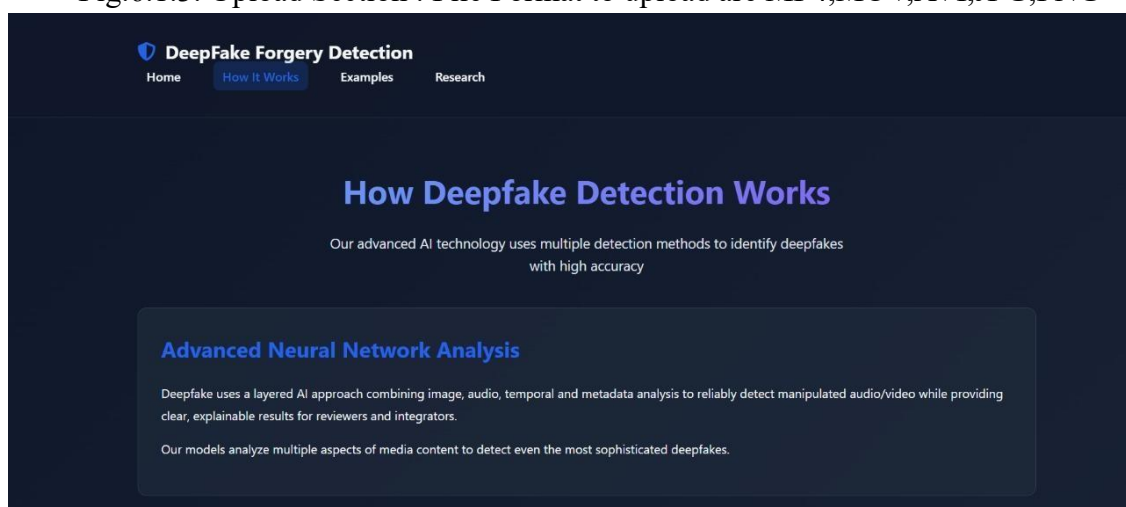 DeepFake Forgery Detection
Home How It Works Examples Research
How Deepfake Detection Works
Our advanced AI technology uses multiple detection methods to identify deepfakes
with high accuracy
Advanced Neural Network Analysis
Deepfake uses a layered AI approach combining image, audio, temporal and metadata analysis to reliably detect manipulated audio/video while providing
clear, explainable results for reviewers and integrators.
Our models analyze multiple aspects of media content to detect even the most sophisticated deepfakes.